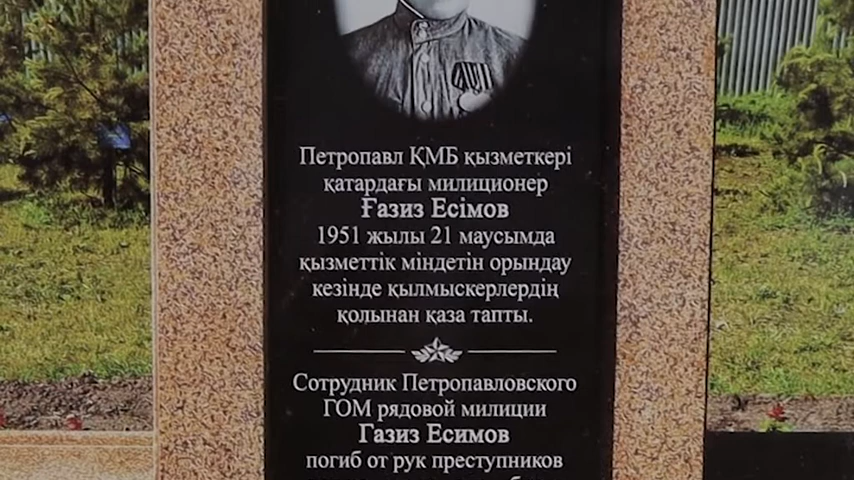 Петропавл ҚМБ қызметкері
қатардағы милиционер
Ғазиз Есімов
1951 жылы 21 маусымда
қызметтік міндетін орындау
кезінде қылмыскерлердің
қолынан қаза тапты.
Сотрудник Петропавловского
ГОМ рядовой милиции
Газиз Есимов
погиб от рук преступников